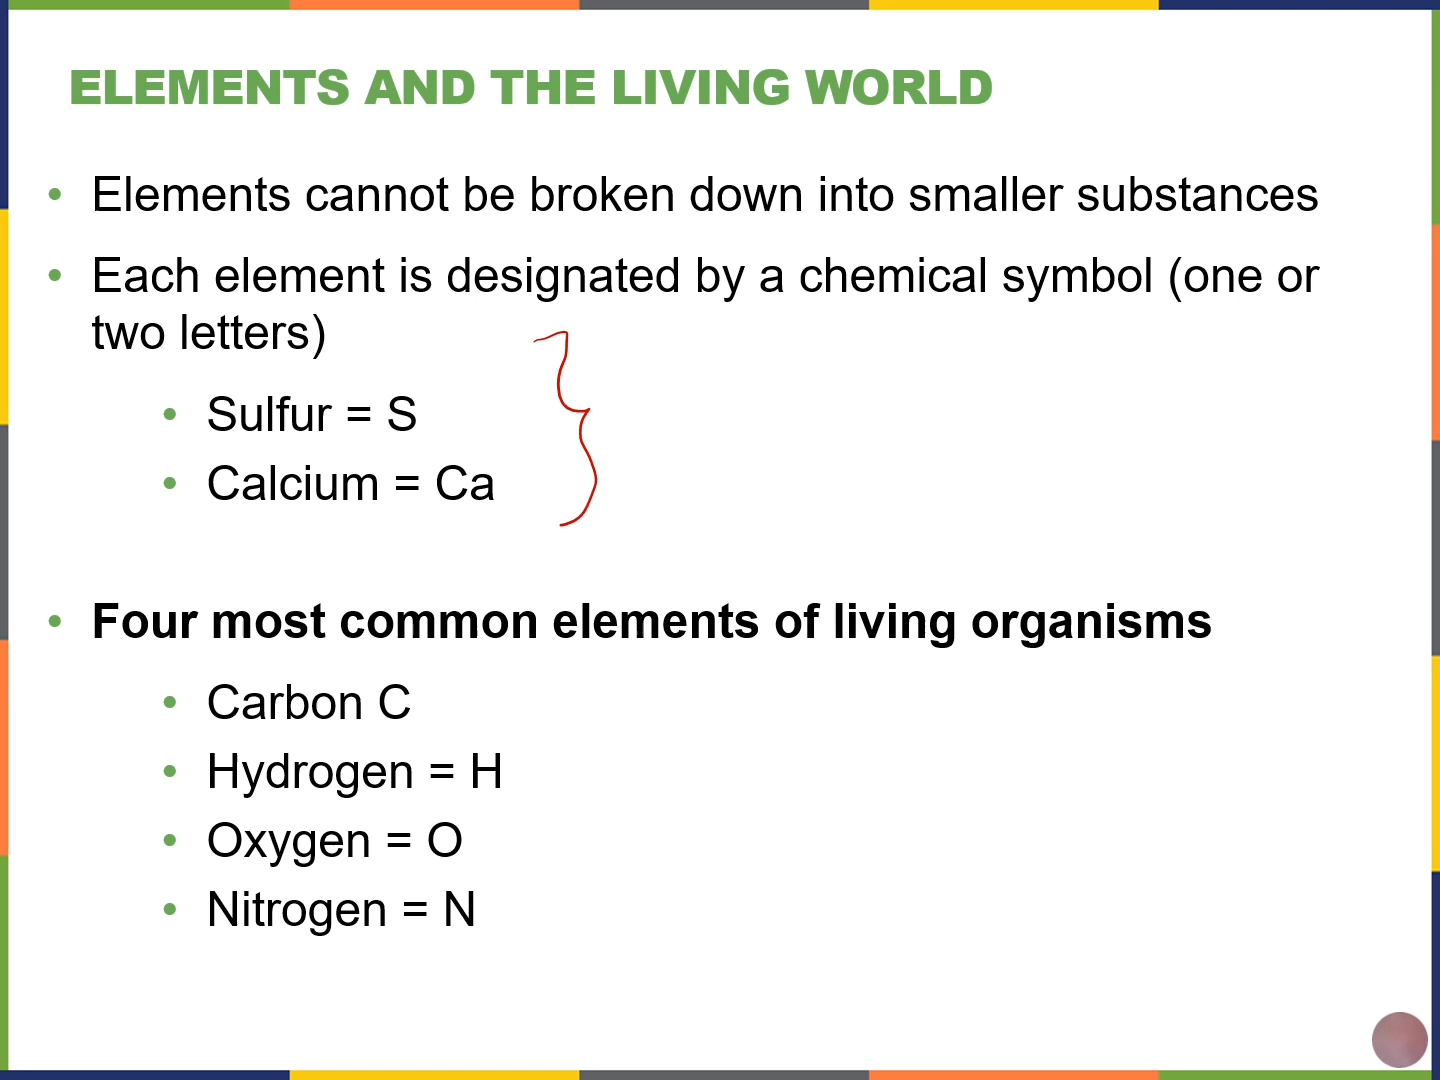 ELEMENTS AND THE LIVING WORLD
• Elements cannot be broken down into smaller substances
• Each element is designated by a chemical symbol (one or
two letters)
• Sulfur = S
• Calcium = Ca
• Four most common elements of living organisms
• Carbon C
• Hydrogen = H
• Oxygen = O
• Nitrogen = N